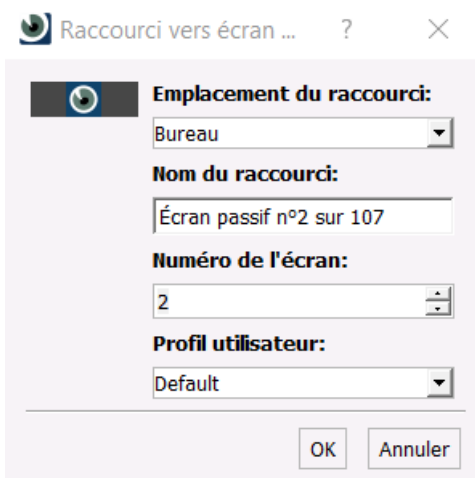 Raccourci vers écran ...
?
Emplacement du raccourci:
Bureau
Nom du raccourci:
Écran passif nº2 sur 107
Numéro de l'écran:
2
Profil utilisateur:
Default
OK
Annuler